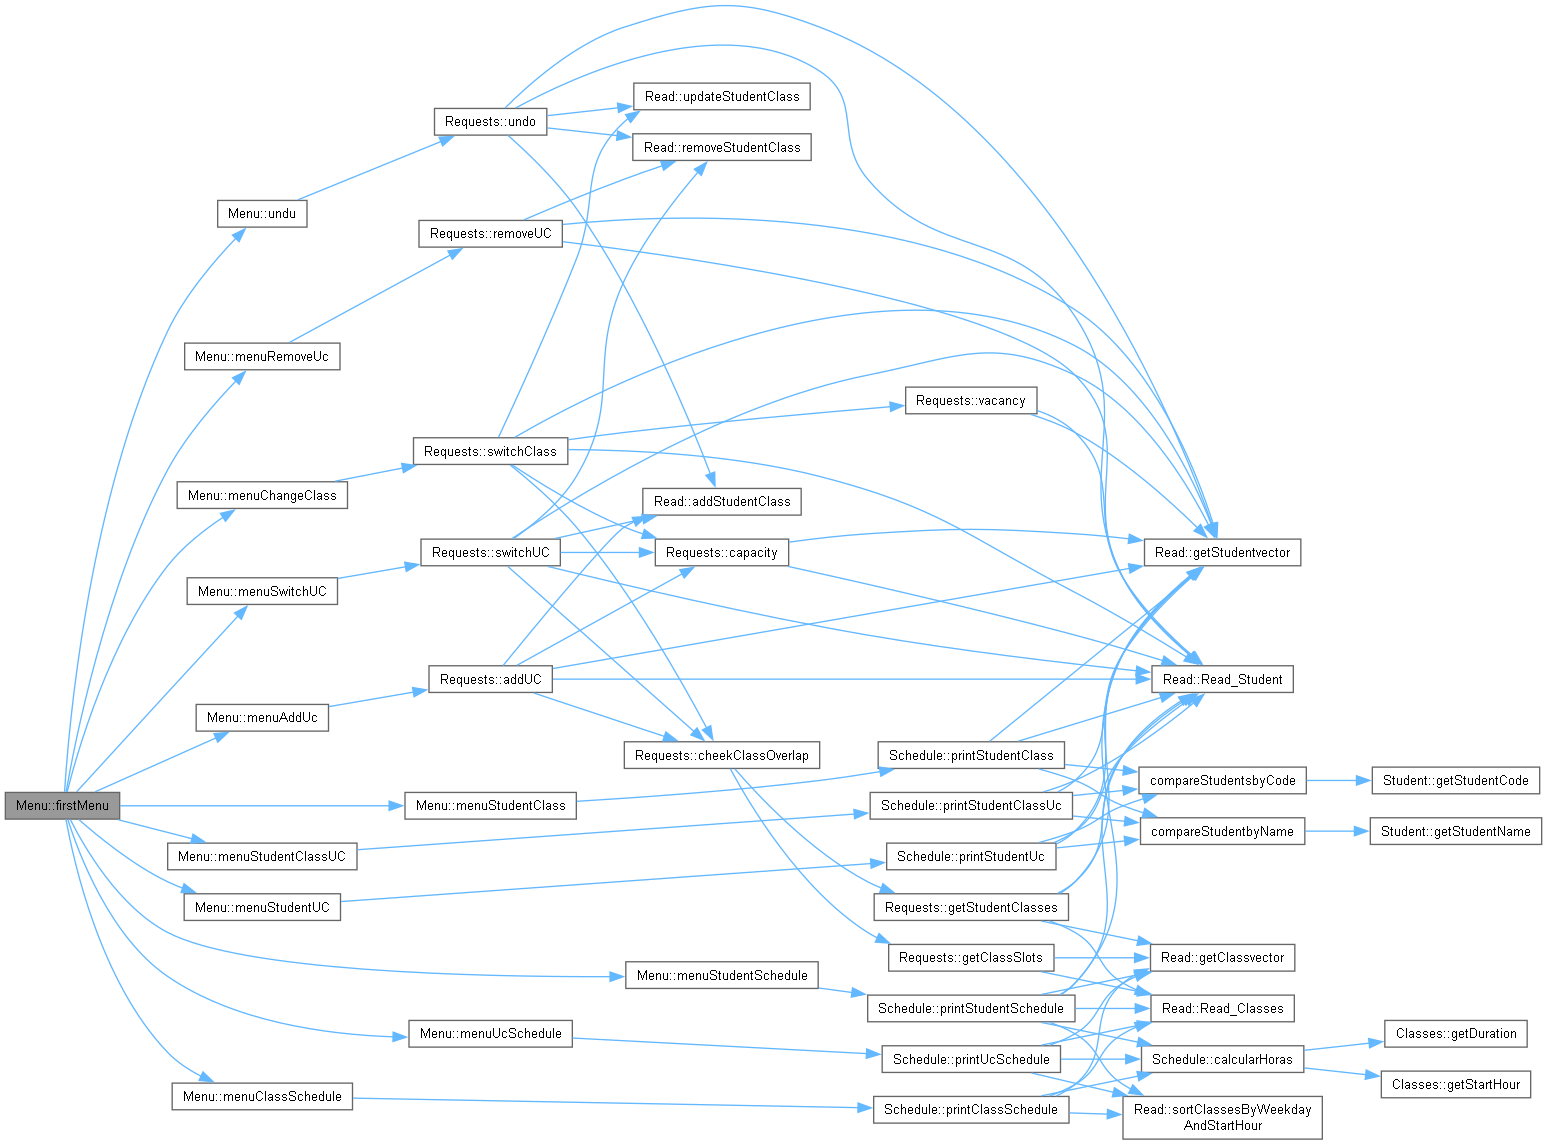 Read::updateStudentClass
Requests::undo
Read::removeStudentClass
Menu::undu
Requests::removeUC
Menu::menuRemoveUc
Requests::vacancy
Requests::switchClass
Menu::menuChangeClass
Read::addStudentClass
Requests::switchUC
Requests::capacity
Read::getStudentvector
Menu::menuSwitchUC
Requests::addUC
Read::Read_Student
Menu::menuAddUc
Requests::cheekClassOverlap
Schedule::printStudentClass
compareStudentsbyCode
Student::getStudentCode
Menu::firstMenu
Menu::menuStudentClass
Schedule::printStudentClassUc
compareStudentbyName
Student::getStudentName
Menu::menuStudentClassUC
Schedule::printStudentUc
Menu::menuStudentUC
Requests::getStudentClasses
Requests::getClassSlots
Read::getClassvector
Menu::menuStudentSchedule
Schedule::printStudentSchedule
Read::Read_Classes
Menu::menuUcSchedule
Classes::getDuration
Schedule::printUcSchedule
Schedule::calcularHoras
Classes::getStartHour
Menu::menuClassSchedule
Schedule::printClassSchedule
Read::sortClassesByWeekday
AndStartHour